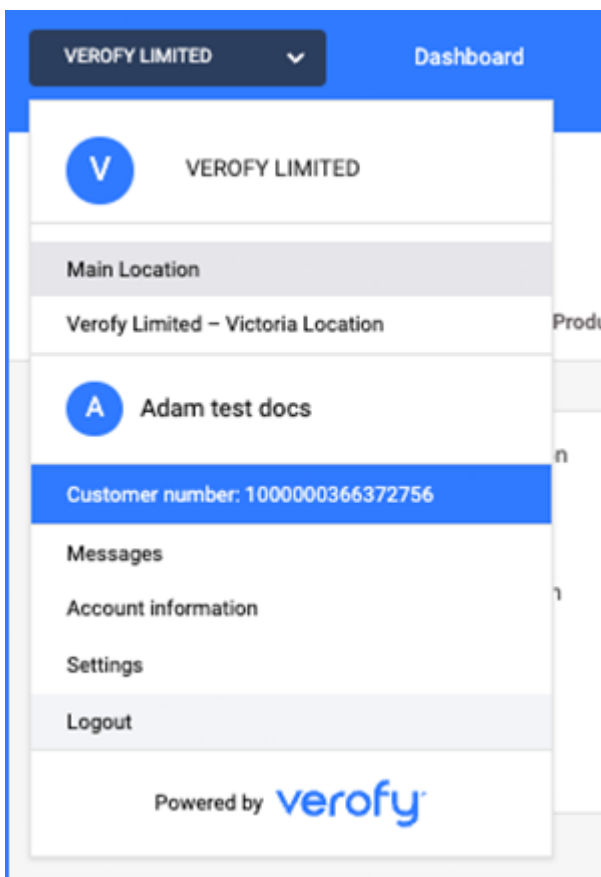 VEROFY LIMITED
Dashboard
V
VEROFY LIMITED
Main Location
Verofy Limited – Victoria Location
A
Adam test docs
Customer number: 1000000366372756
Messages
Account information
Settings
Logout
Powered by verofy